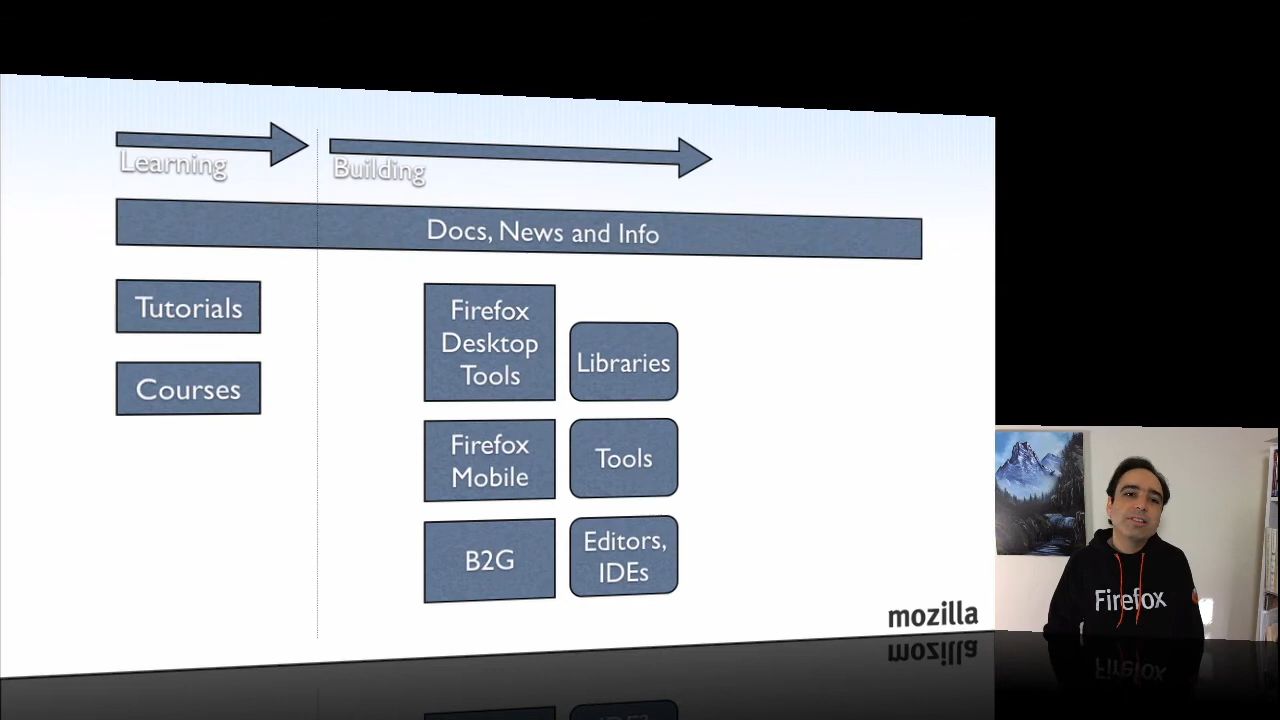 Learning
Building
Docs, News and Info
Tutorials
Courses
Firefox
Desktop
Tools
Libraries
Firefox
Mobile
Tools
B2G
Editors,
IDEs
mozilla
Firefox